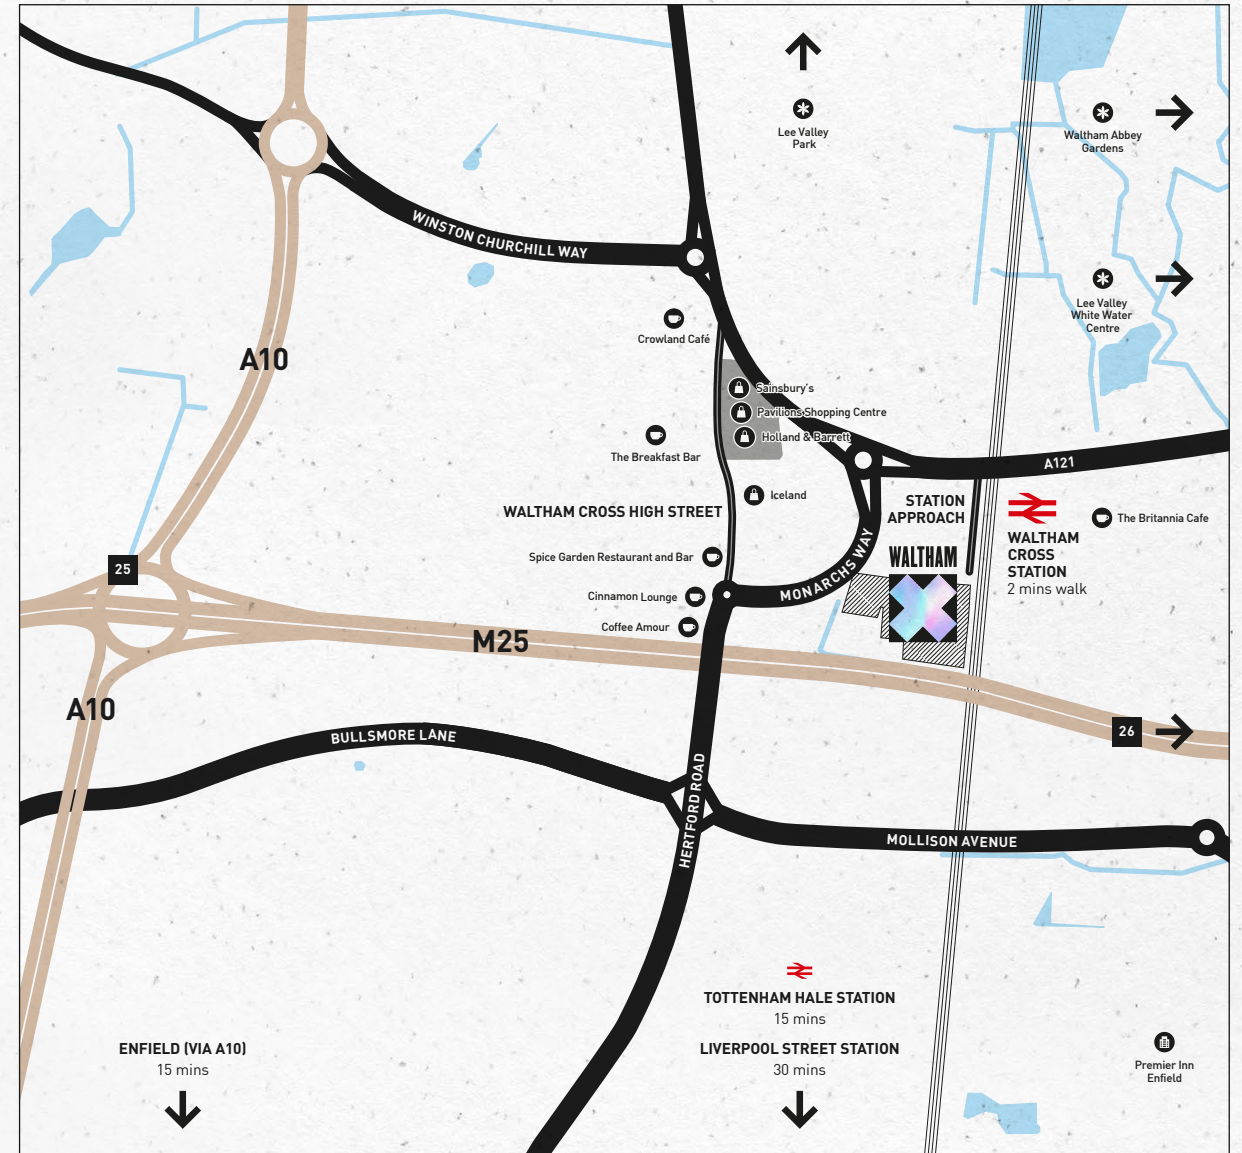 Lee Valley
Park
Waltham Abbey
Gardens
WINSTON CHURCHILL WAY
Lee Valley
White Water
Centre
Crowland Café
A10
Sainsbury's
Pavilions Shopping Centre
Holland & Barrett
The Breakfast Bar
A121
Iceland
STATION
APPROACH
WALTHAM CROSS HIGH STREET
The Britannia Cafe
WALTHAM
CROSS
STATION
2 mins walk
MONARCHS WAY
WALTHAM
Spice Garden Restaurant and Bar
25
Cinnamon Lounge
Coffee Amour
M25
A10
26
BULLSMORE LANE
HERTFORD ROAD
MOLLISON AVENUE
TOTTENHAM HALE STATION
15 mins
ENFIELD (VIA A10)
15 mins
LIVERPOOL STREET STATION
30 mins
Premier Inn
Enfield